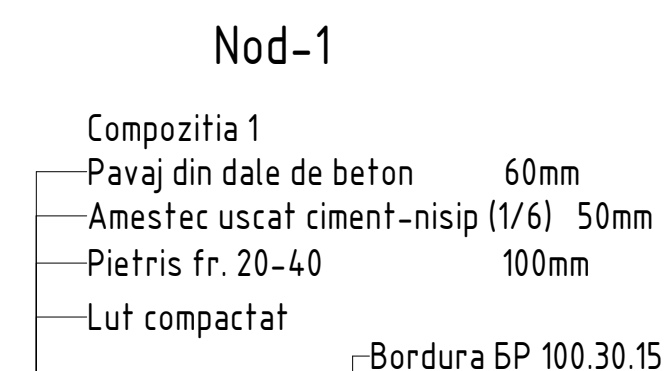 Nod-1
Compozitia 1
Pavaj din dale de beton 60mm
Amestec uscat ciment-nisip (1/6) 50mm
Pietris fr. 20-40 100mm
Lut compactat
Bordura БР 100.30.15